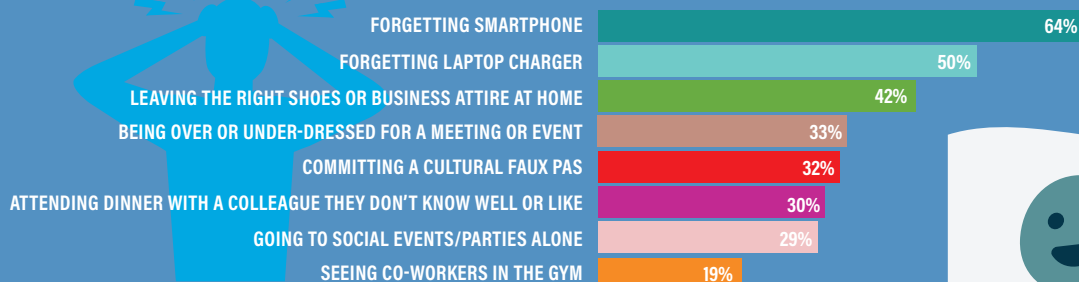 FORGETTING SMARTPHONE 64%
FORGETTING LAPTOP CHARGER 50%
LEAVING THE RIGHT SHOES OR BUSINESS ATTIRE AT HOME 42%
BEING OVER OR UNDER-DRESSED FOR A MEETING OR EVENT 33%
COMMITTING A CULTURAL FAUX PAS 32%
ATTENDING DINNER WITH A COLLEAGUE THEY DON'T KNOW WELL OR LIKE 30%
GOING TO SOCIAL EVENTS/PARTIES ALONE 29%
SEEING CO-WORKERS IN THE GYM 19%